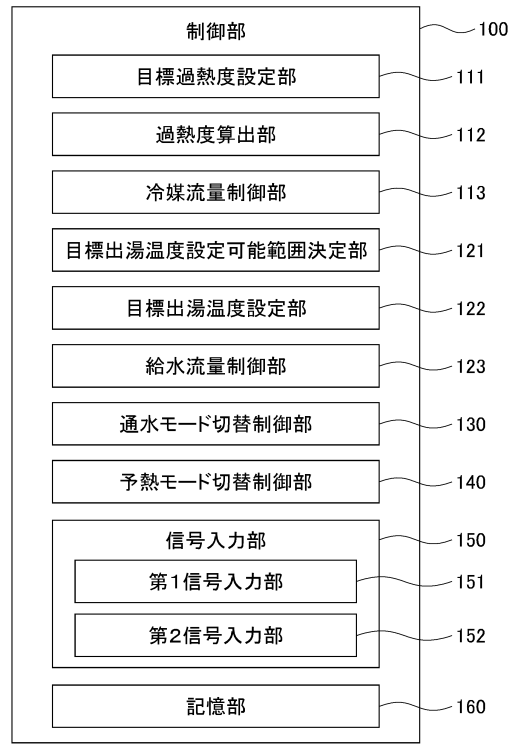 制御部 100
目標過熱度設定部 111
過熱度算出部 112
冷媒流量制御部 113
目標出湯温度設定可能範囲決定部 121
目標出湯温度設定部 122
給水流量制御部 123
通水モード切替制御部 130
予熱モード切替制御部 140
信号入力部 150
第1信号入力部 151
第2信号入力部 152
記憶部 160